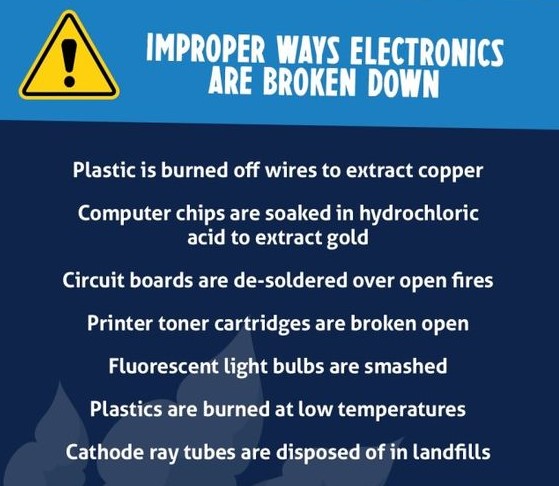 IMPROPER WAYS ELECTRONICS
ARE BROKEN DOWN
Plastic is burned off wires to extract copper
Computer chips are soaked in hydrochloric
acid to extract gold
Circuit boards are de-soldered over open fires
Printer toner cartridges are broken open
Fluorescent light bulbs are smashed
Plastics are burned at low temperatures
Cathode ray tubes are disposed of in landfills